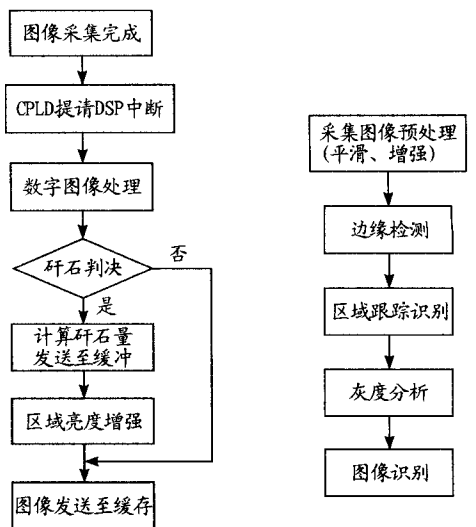 图像采集完成
CPLD提请DSP中断
数字图像处理
矸石判决
否
是
计算矸石量
发送至缓冲
区域亮度增强
图像发送至缓存
采集图像预处理
(平滑、增强)
边缘检测
区域跟踪识别
灰度分析
图像识别